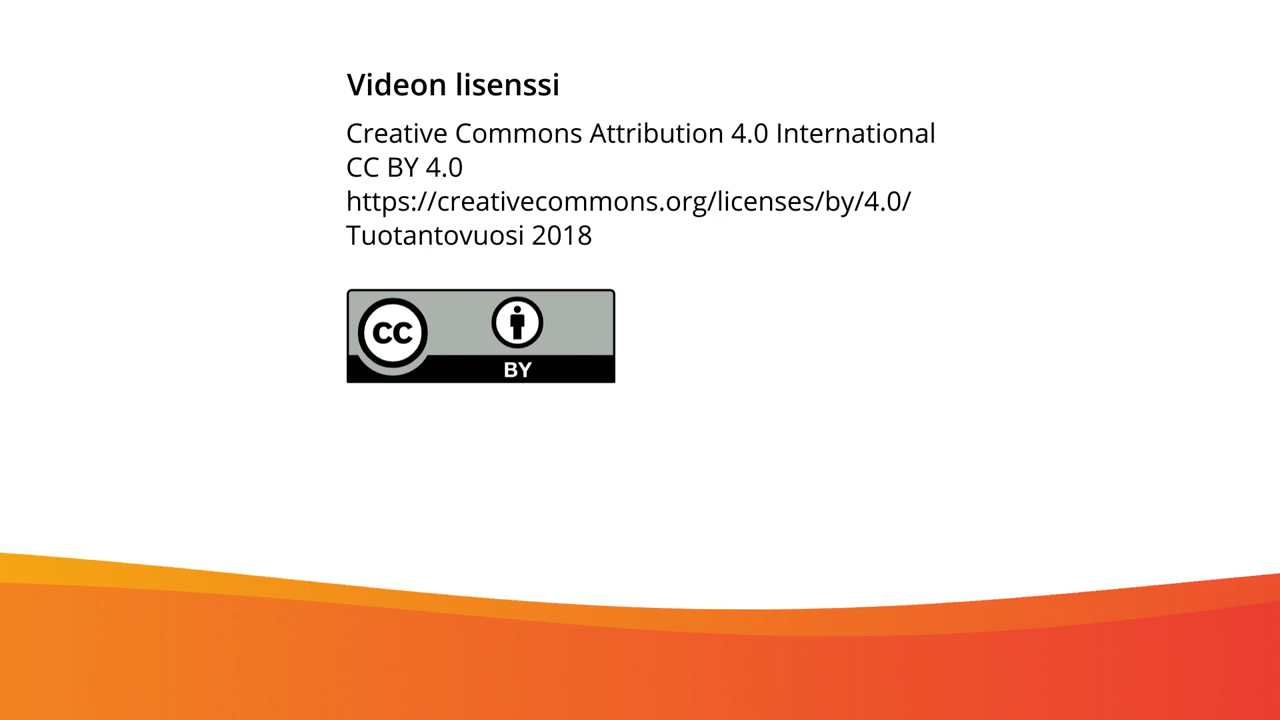 Videon lisenssi
Creative Commons Attribution 4.0 International
CC BY 4.0
https://creativecommons.org/licenses/by/4.0/
Tuotantovuosi 2018
CC
BY